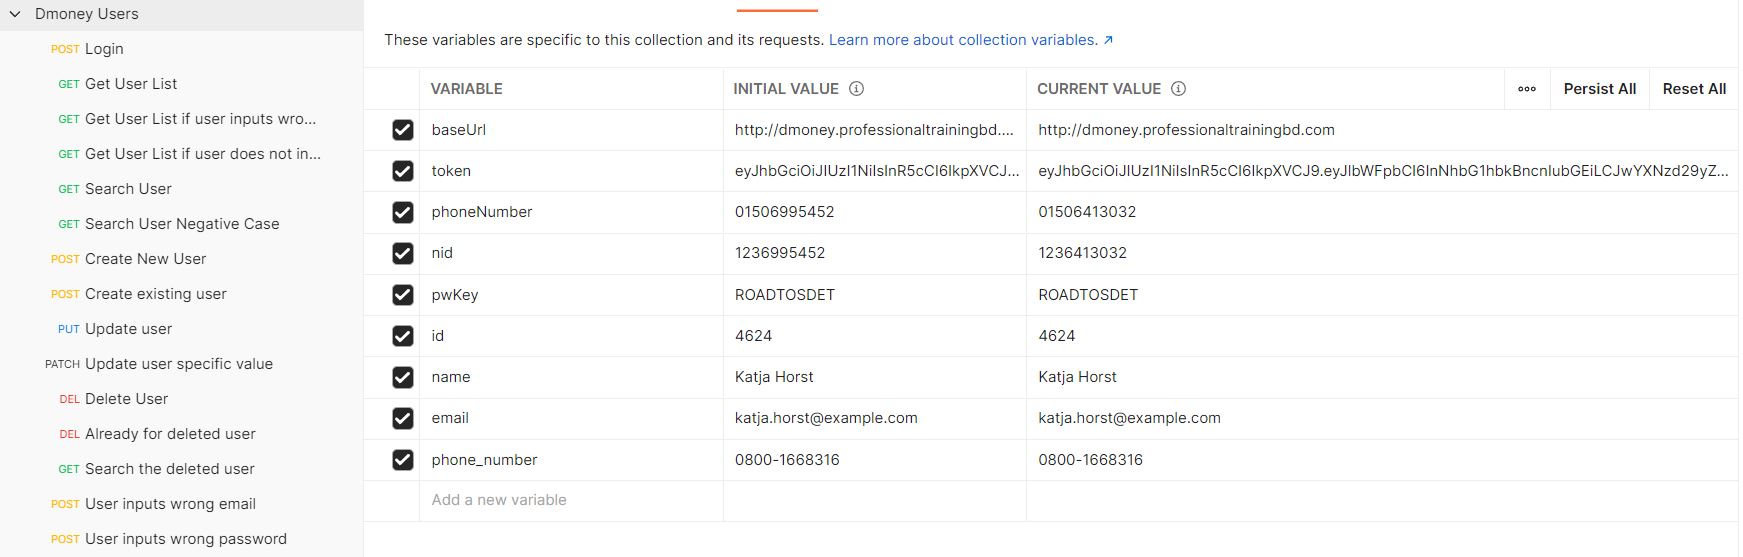 Dmoney Users
POST Login
GET Get User List
GET Get User List if user inputs wro...
GET Get User List if user does not in...
GET Search User
GET Search User Negative Case
POST Create New User
POST Create existing user
PUT Update user
PATCH Update user specific value
DEL Delete User
DEL Already for deleted user
GET Search the deleted user
POST User inputs wrong email
POST User inputs wrong password
These variables are specific to this collection and its requests. Learn more about collection variables. ↗
VARIABLE INITIAL VALUE CURRENT VALUE Persist All Reset All
baseUrl http://dmoney.professionaltrainingbd.... http://dmoney.professionaltrainingbd.com
token eyJhbGciOiJIUzI1NiIsInR5cCI6IkpXVCJ... eyJhbGciOiJIUzI1NiIsInR5cCI6IkpXVCJ9.eyJlbWFpbCI6InNhbG1hbkBncnlubGEiLCJwYXNzd29yZ...
phoneNumber 01506995452 01506413032
nid 1236995452 1236413032
pwKey ROADTOSDET ROADTOSDET
id 4624 4624
name Katja Horst Katja Horst
email katja.horst@example.com katja.horst@example.com
phone_number 0800-1668316 0800-1668316
Add a new variable